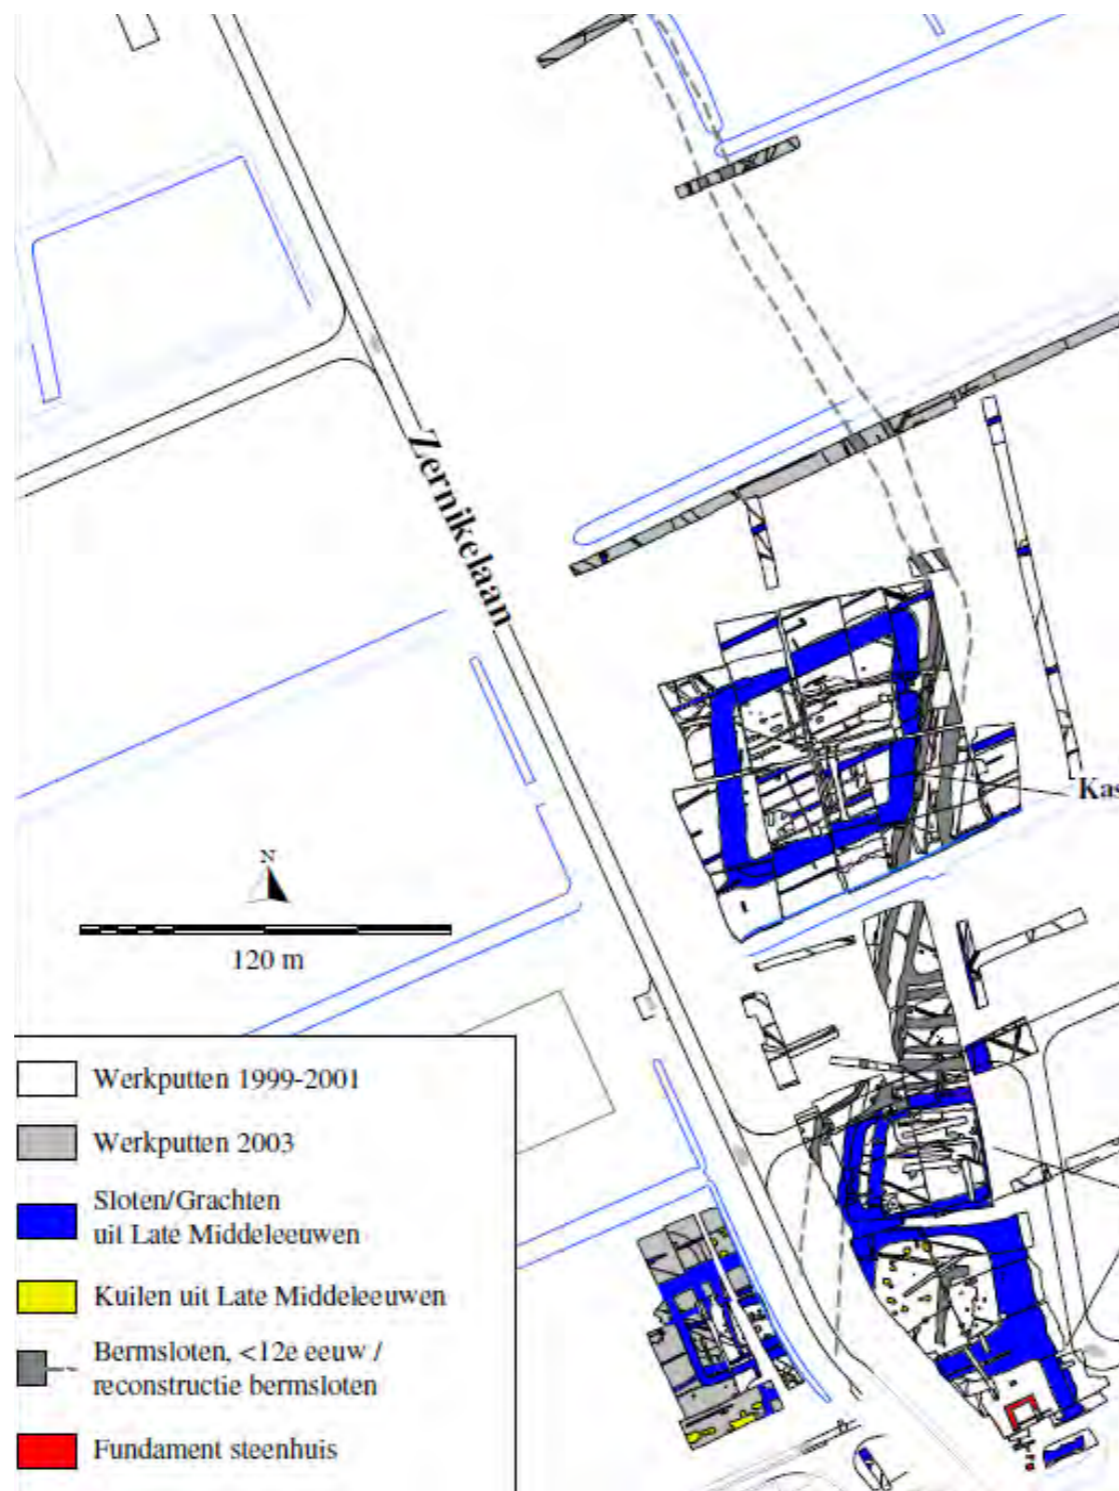 Zernikelaan
Kas
N
120 m
Werkputten 1999-2001
Werkputten 2003
Sloten/Grachten
uit Late Middeleeuwen
Kuilen uit Late Middeleeuwen
Bermsloten, <12e eeuw /
reconstructie bermsloten
Fundament steenhuis